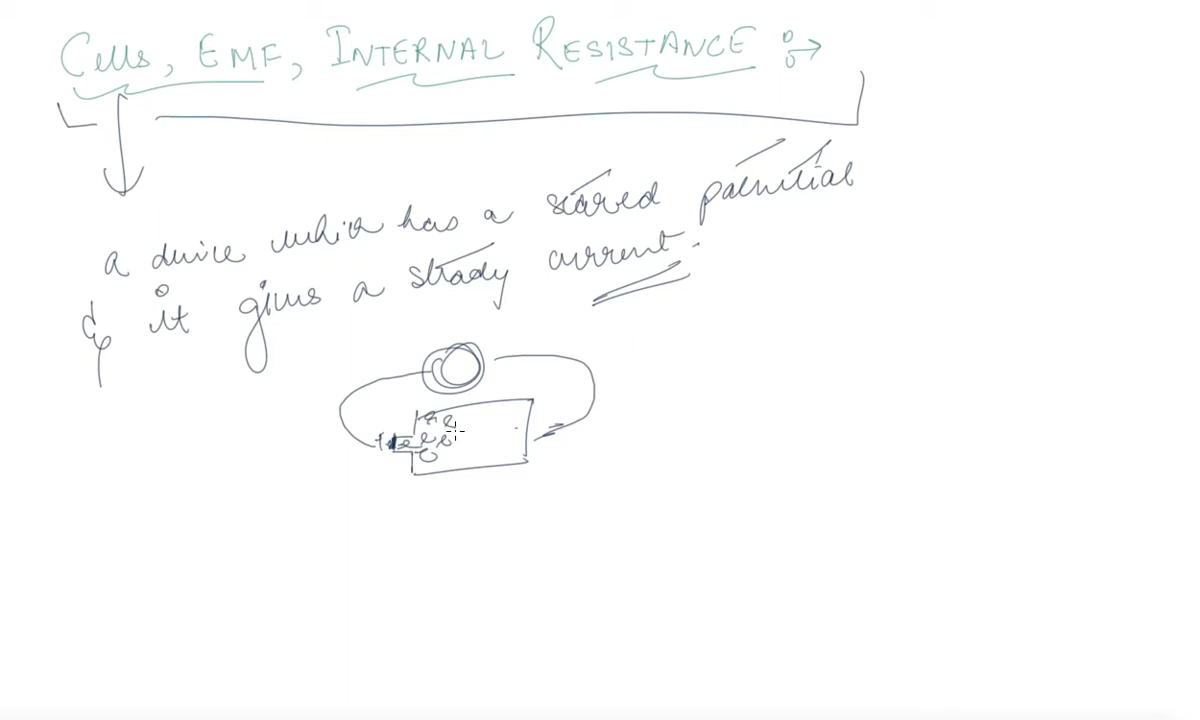 Cells, EMF, INTERNAL RESISTANCE :→
a device which has a stored potential
& it gives a steady current.